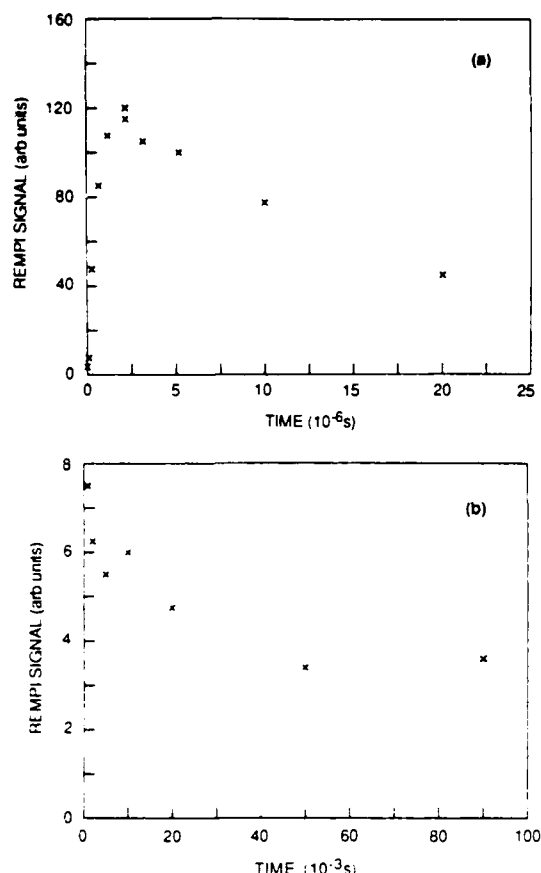 160
(a)
120
80
40
0
REMPI SIGNAL (arb units)
0 5 10 15 20 25
TIME (10-6s)
8
(b)
6
4
2
0
REMPI SIGNAL (arb units)
0 20 40 60 80 100
TIME (10-3s)